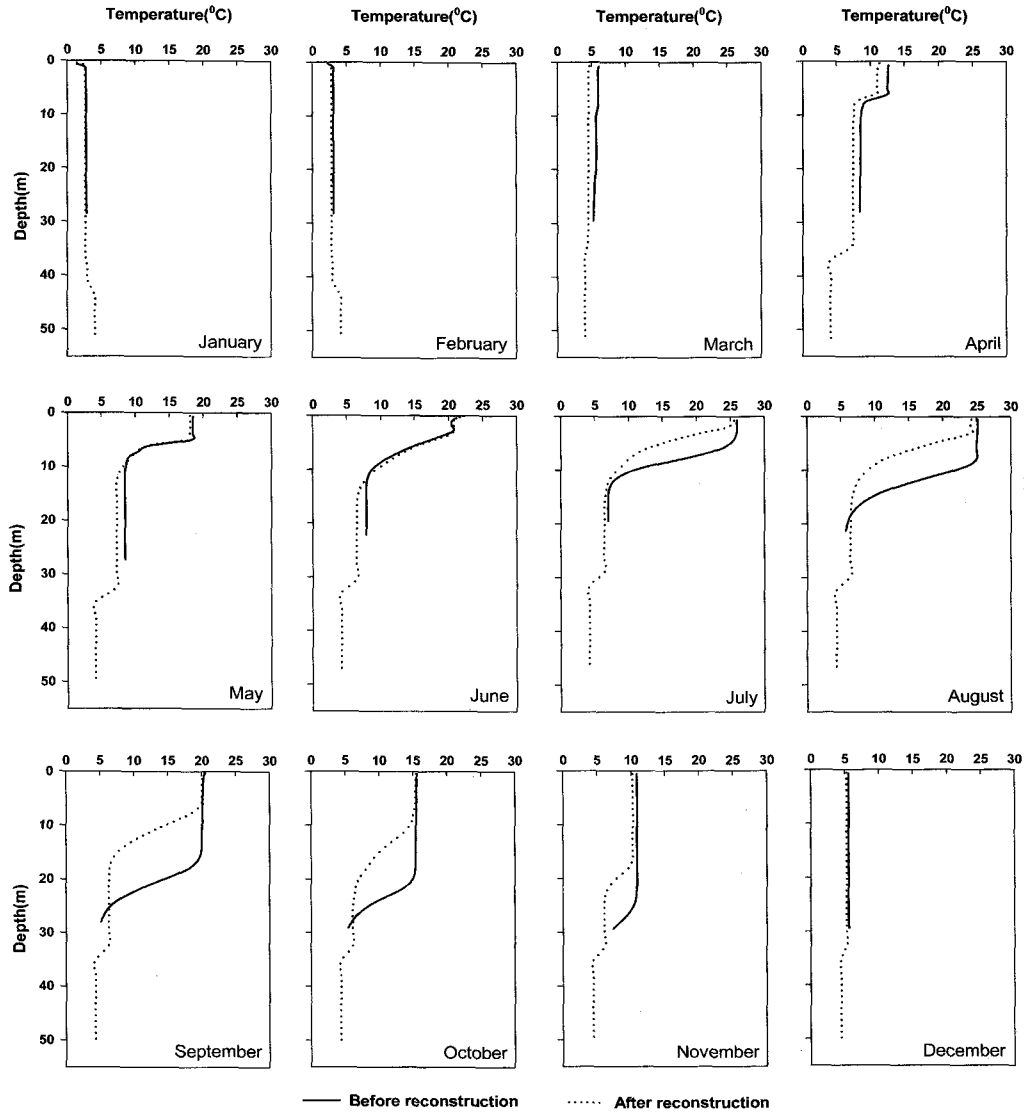 Temperature(⁰C) Temperature(⁰C) Temperature(⁰C) Temperature(⁰C)
0 5 10 15 20 25 30 0 5 10 15 20 25 30 0 5 10 15 20 25 30 0 5 10 15 20 25 30
0
10
20
30
40
50
Depth(m)
January February March April
0 5 10 15 20 25 30 0 5 10 15 20 25 30 0 5 10 15 20 25 30 0 5 10 15 20 25 30
0
10
20
30
40
50
Depth(m)
May June July August
0 5 10 15 20 25 30 0 5 10 15 20 25 30 0 5 10 15 20 25 30 0 5 10 15 20 25 30
0
10
20
30
40
50
Depth(m)
September October November December
Before reconstruction After reconstruction